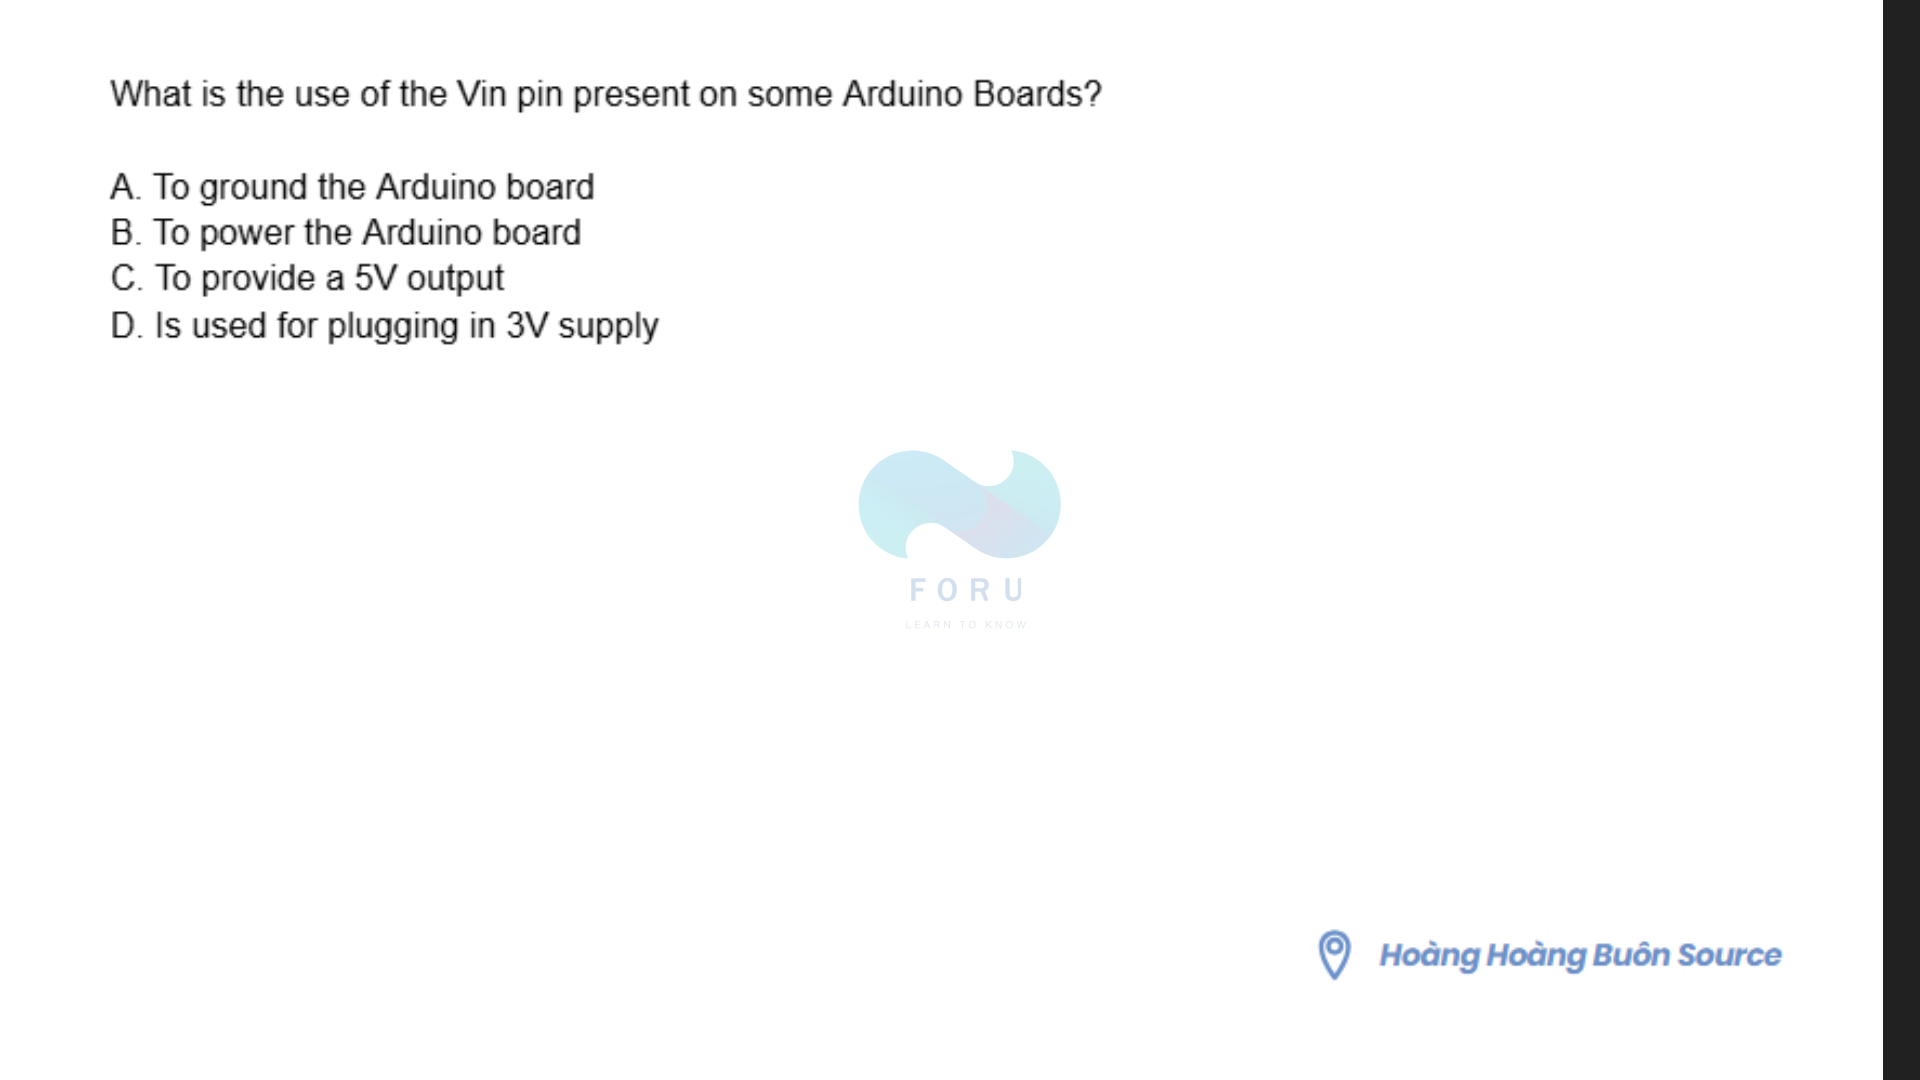 What is the use of the Vin pin present on some Arduino Boards?
A. To ground the Arduino board
B. To power the Arduino board
C. To provide a 5V output
D. Is used for plugging in 3V supply
FORU
LEARN TO KNOW
Hoàng Hoàng Buôn Source